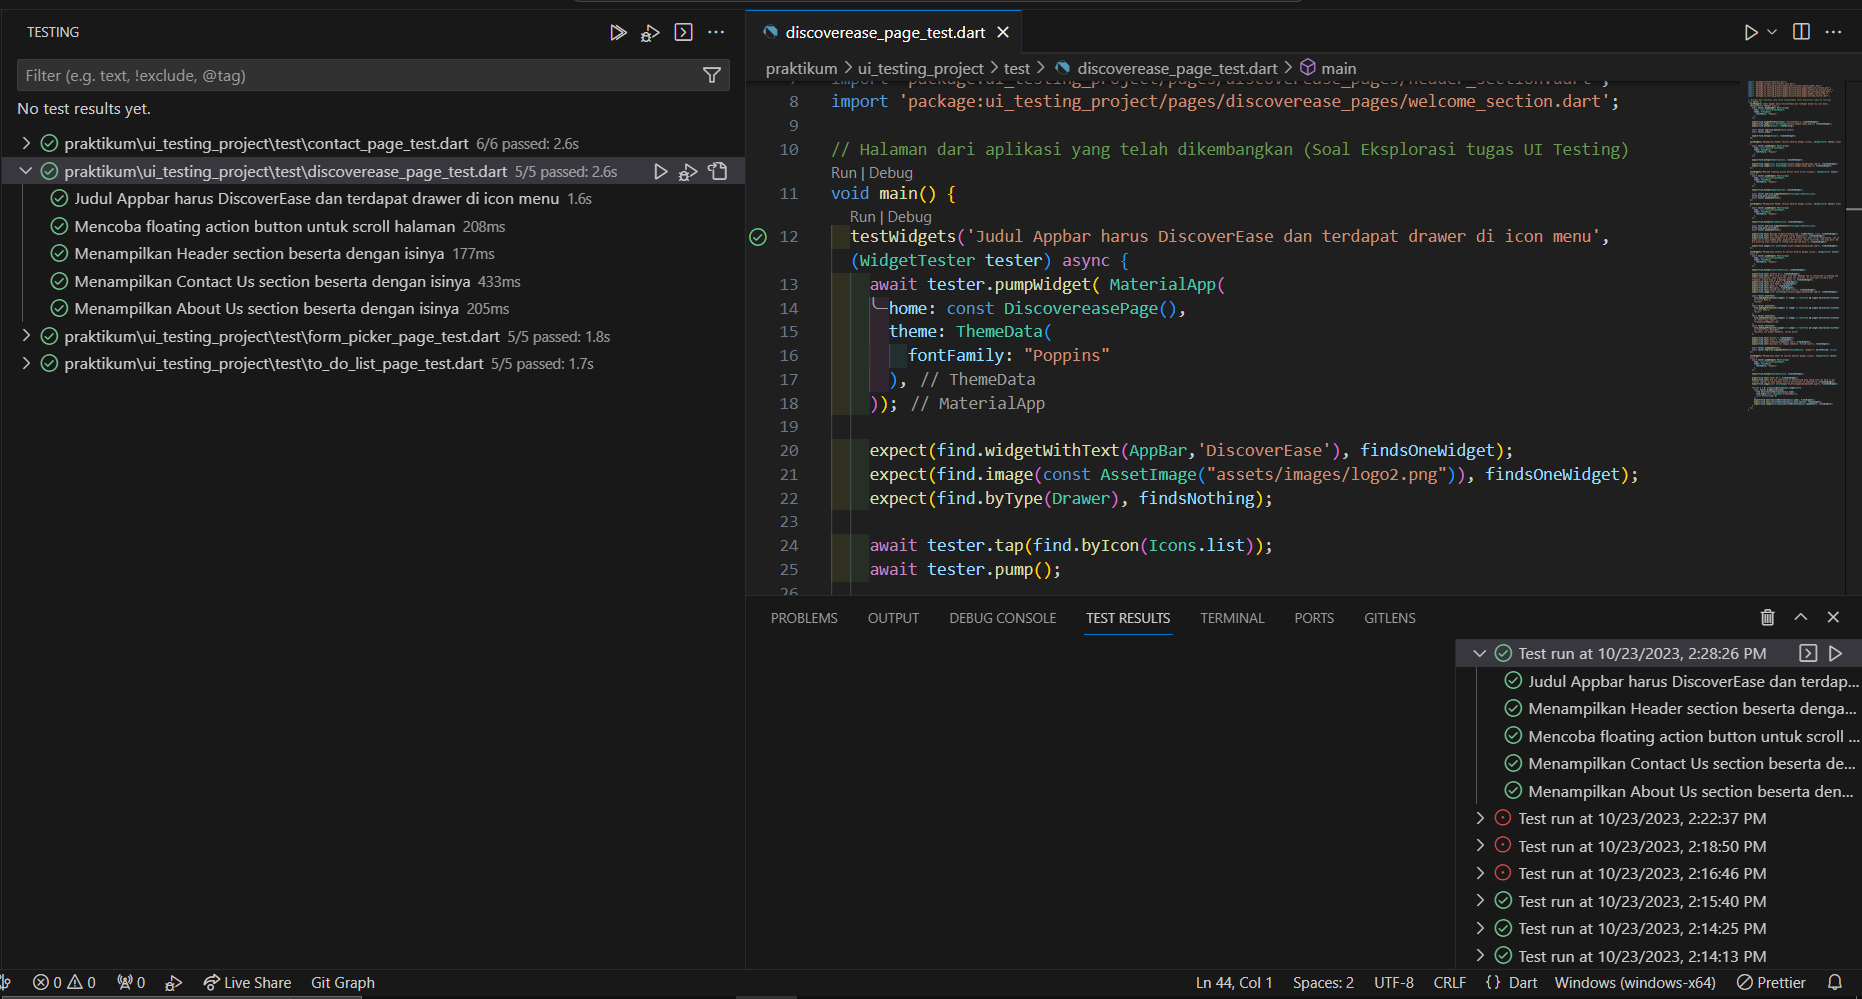 TESTING
Filter (e.g. text, !exclude, @tag)
No test results yet.
praktikum\ui_testing_project\test\contact_page_test.dart 6/6 passed: 2.6s
praktikum\ui_testing_project\test\discoverease_page_test.dart 5/5 passed: 2.6s
Judul Appbar harus DiscoverEase dan terdapat drawer di icon menu 1.6s
Mencoba floating action button untuk scroll halaman 208ms
Menampilkan Header section beserta dengan isinya 177ms
Menampilkan Contact Us section beserta dengan isinya 433ms
Menampilkan About Us section beserta dengan isinya 205ms
praktikum\ui_testing_project\test\form_picker_page_test.dart 5/5 passed: 1.8s
praktikum\ui_testing_project\test\to_do_list_page_test.dart 5/5 passed: 1.7s
discoverease_page_test.dart
praktikum > ui_testing_project > test > discoverease_page_test.dart > main
import 'package:ui_testing_project/pages/discoverease_pages/header_section.dart';
8 import 'package:ui_testing_project/pages/discoverease_pages/welcome_section.dart';
9
10 // Halaman dari aplikasi yang telah dikembangkan (Soal Eksplorasi tugas UI Testing)
Run | Debug
11 void main() {
Run | Debug
12 testWidgets('Judul Appbar harus DiscoverEase dan terdapat drawer di icon menu',
(WidgetTester tester) async {
13 await tester.pumpWidget( MaterialApp(
14 home: const DiscovereasePage(),
15 theme: ThemeData(
16 fontFamily: "Poppins"
17 ), // ThemeData
18 )); // MaterialApp
19
20 expect(find.widgetWithText(AppBar,'DiscoverEase'), findsOneWidget);
21 expect(find.image(const AssetImage("assets/images/logo2.png")), findsOneWidget);
22 expect(find.byType(Drawer), findsNothing);
23
24 await tester.tap(find.byIcon(Icons.list));
25 await tester.pump();
26
PROBLEMS OUTPUT DEBUG CONSOLE TEST RESULTS TERMINAL PORTS GITLENS
Test run at 10/23/2023, 2:28:26 PM
Judul Appbar harus DiscoverEase dan terdap...
Menampilkan Header section beserta denga...
Mencoba floating action button untuk scroll ...
Menampilkan Contact Us section beserta de...
Menampilkan About Us section beserta den...
Test run at 10/23/2023, 2:22:37 PM
Test run at 10/23/2023, 2:18:50 PM
Test run at 10/23/2023, 2:16:46 PM
Test run at 10/23/2023, 2:15:40 PM
Test run at 10/23/2023, 2:14:25 PM
Test run at 10/23/2023, 2:14:13 PM
0 0 0 Live Share Git Graph Ln 44, Col 1 Spaces: 2 UTF-8 CRLF {} Dart Windows (windows-x64) Prettier